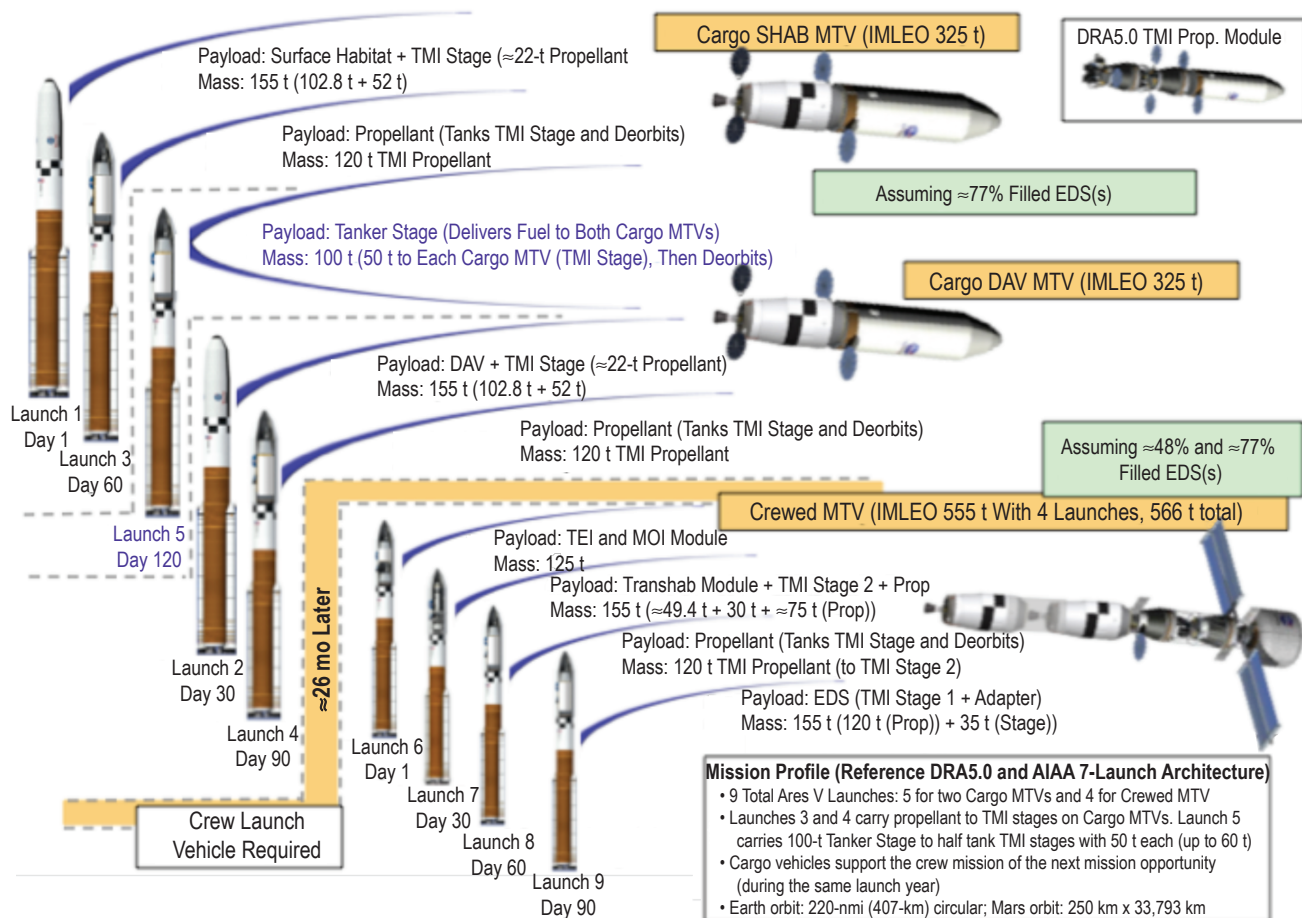 Payload: Surface Habitat + TMI Stage (≈22-t Propellant
Mass: 155 t (102.8 t + 52 t)
Cargo SHAB MTV (IMLEO 325 t)
DRA5.0 TMI Prop. Module
Payload: Propellant (Tanks TMI Stage and Deorbits)
Mass: 120 t TMI Propellant
Assuming ≈77% Filled EDS(s)
Payload: Tanker Stage (Delivers Fuel to Both Cargo MTVs)
Mass: 100 t (50 t to Each Cargo MTV (TMI Stage), Then Deorbits)
Cargo DAV MTV (IMLEO 325 t)
Payload: DAV + TMI Stage (≈22-t Propellant)
Mass: 155 t (102.8 t + 52 t)
Launch 1
Day 1
Launch 3
Day 60
Launch 5
Day 120
Payload: Propellant (Tanks TMI Stage and Deorbits)
Mass: 120 t TMI Propellant
Assuming ≈48% and ≈77%
Filled EDS(s)
Crewed MTV (IMLEO 555 t With 4 Launches, 566 t total)
Payload: TEI and MOI Module
Mass: 125 t
Payload: Transhab Module + TMI Stage 2 + Prop
Mass: 155 t (≈49.4 t + 30 t + ≈75 t (Prop))
Payload: Propellant (Tanks TMI Stage and Deorbits)
Mass: 120 t TMI Propellant (to TMI Stage 2)
Payload: EDS (TMI Stage 1 + Adapter)
Mass: 155 t (120 t (Prop)) + 35 t (Stage))
Launch 2
Day 30
Launch 4
Day 90
≈26 mo Later
Launch 6
Day 1
Launch 7
Day 30
Launch 8
Day 60
Launch 9
Day 90
Crew Launch
Vehicle Required
Mission Profile (Reference DRA5.0 and AIAA 7-Launch Architecture)
• 9 Total Ares V Launches: 5 for two Cargo MTVs and 4 for Crewed MTV
• Launches 3 and 4 carry propellant to TMI stages on Cargo MTVs. Launch 5
carries 100-t Tanker Stage to half tank TMI stages with 50 t each (up to 60 t)
• Cargo vehicles support the crew mission of the next mission opportunity
(during the same launch year)
• Earth orbit: 220-nmi (407-km) circular; Mars orbit: 250 km x 33,793 km